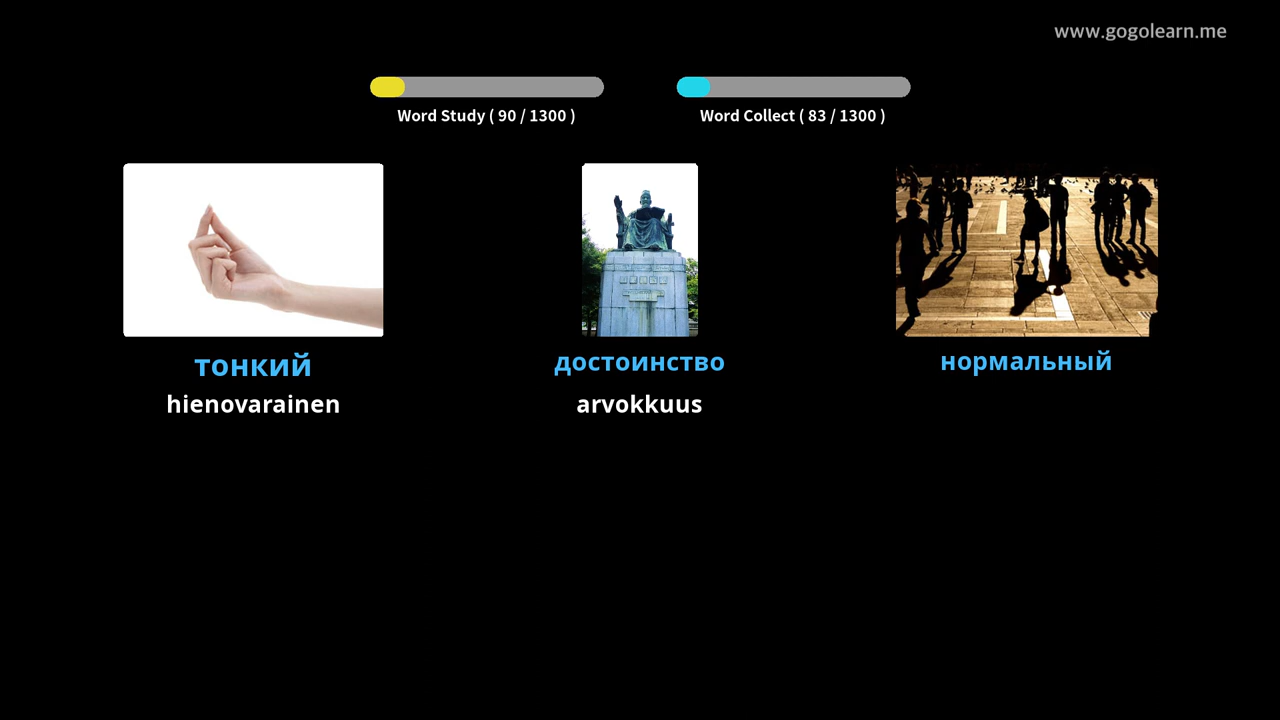 www.gogolearn.me
Word Study ( 90 / 1300 )
Word Collect ( 83 / 1300 )
тонкий
достоинство
нормальный
hienovarainen
arvokkuus